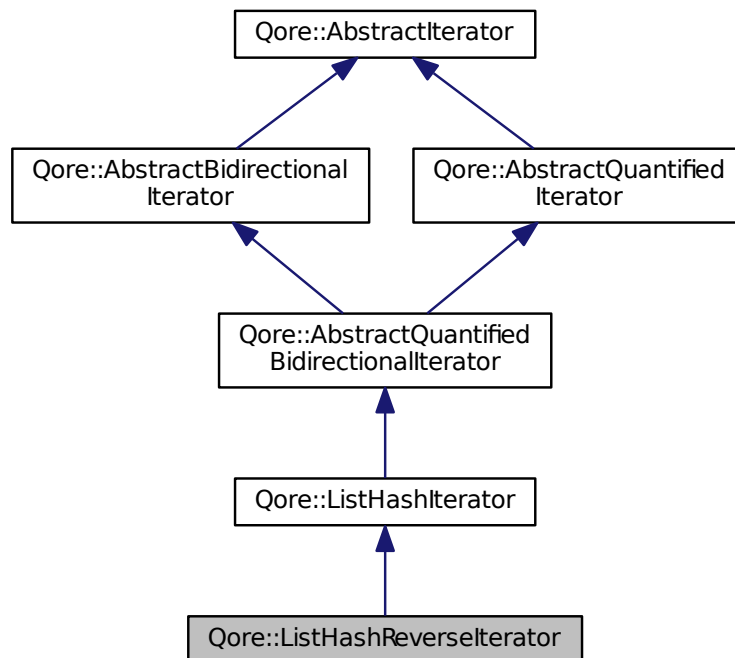 Qore::AbstractIterator
Qore::AbstractBidirectional
Iterator
Qore::AbstractQuantified
Iterator
Qore::AbstractQuantified
BidirectionalIterator
Qore::ListHashIterator
Qore::ListHashReverseIterator